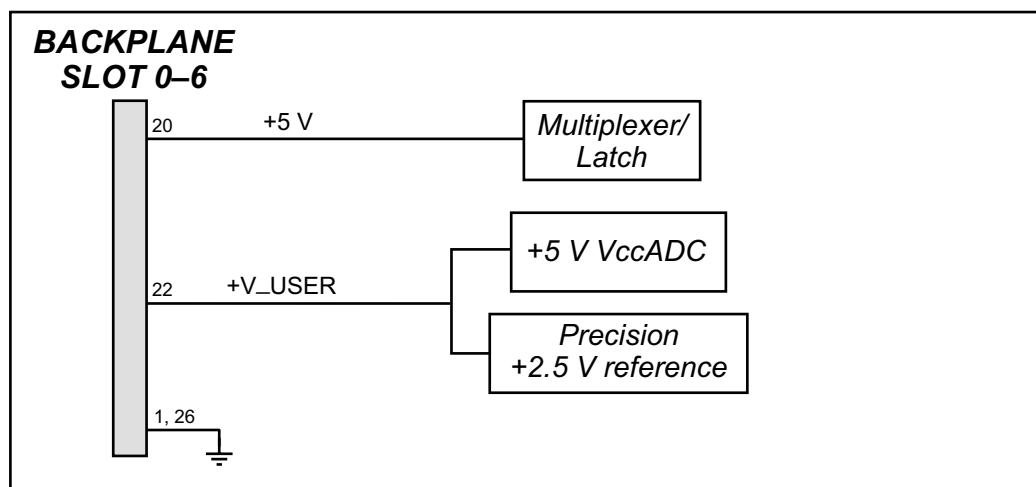 BACKPLANE
SLOT 0–6
20
+5 V
Multiplexer/
Latch
+5 V VccADC
22
+V_USER
Precision
+2.5 V reference
1, 26